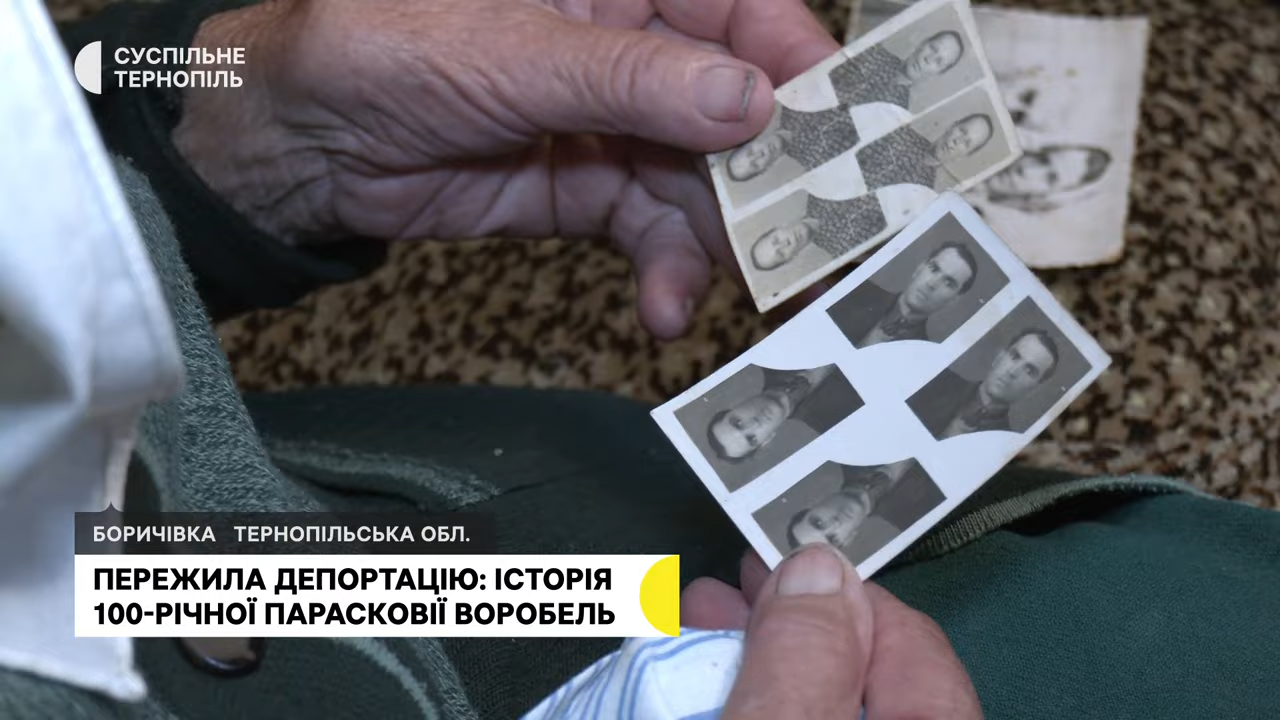 СУСПІЛЬНЕ
ТЕРНОПІЛЬ
БОРИЧІВКА ТЕРНОПІЛЬСЬКА ОБЛ.
ПЕРЕЖИЛА ДЕПОРТАЦІЮ: ІСТОРІЯ
100-РІЧНОЇ ПАРАСКОВІЇ ВОРОБЕЛЬ